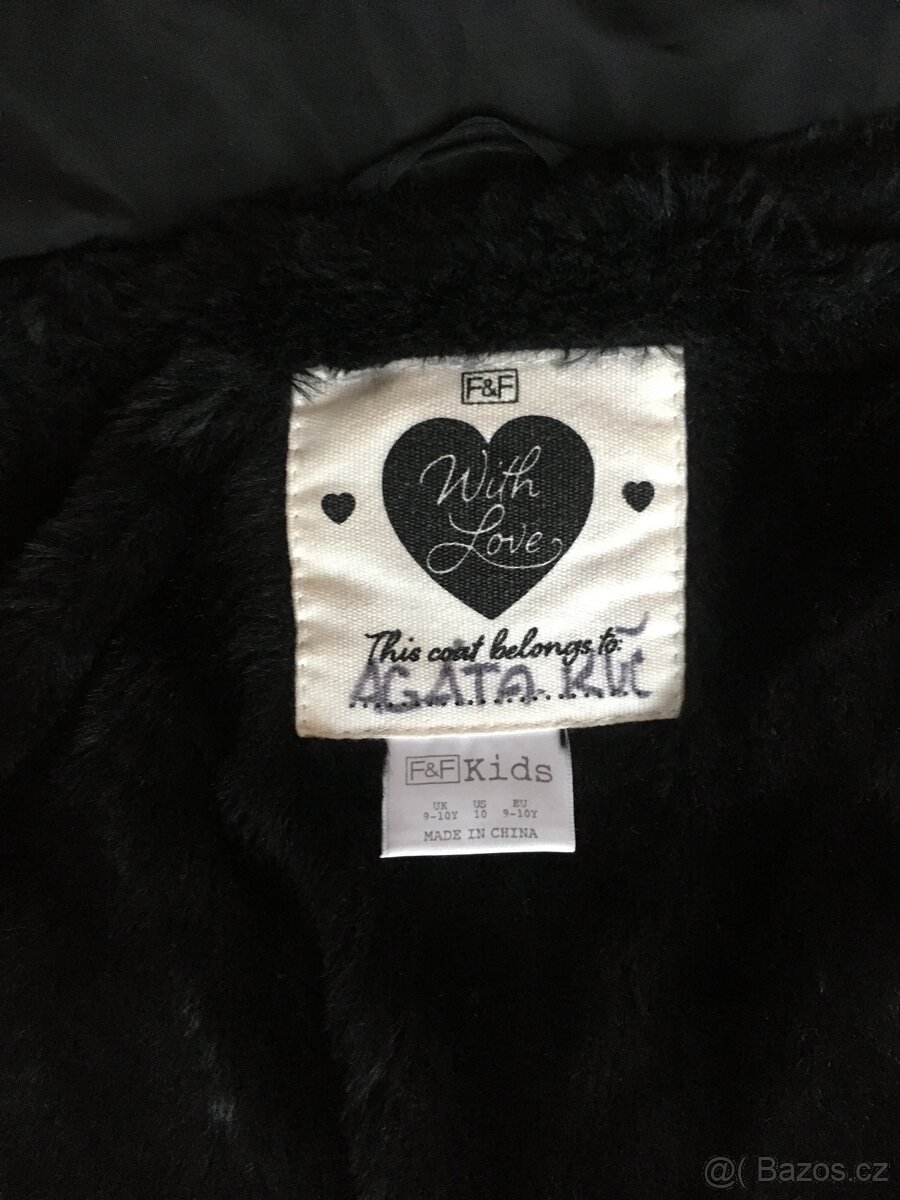 F&F
With
Love
This coat belongs to:
AGATA
F&F Kids
UK US EU
9-10Y 10 9-10Y
MADE IN CHINA
@( Bazos.cz